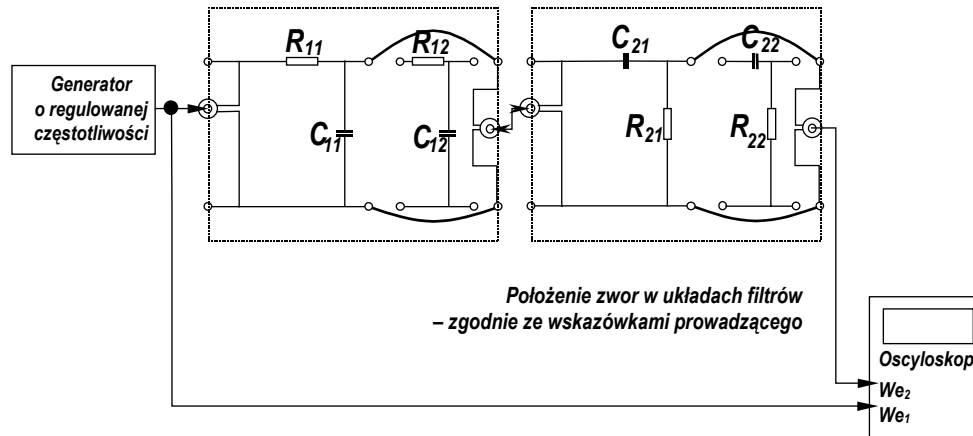 R11
R12
C21
C22
Generator
o regulowanej
częstotliwości
C11
C12
R21
R22
Położenie zwor w układach filtrów
– zgodnie ze wskazówkami prowadzącego
Oscyloskop
We2
We1